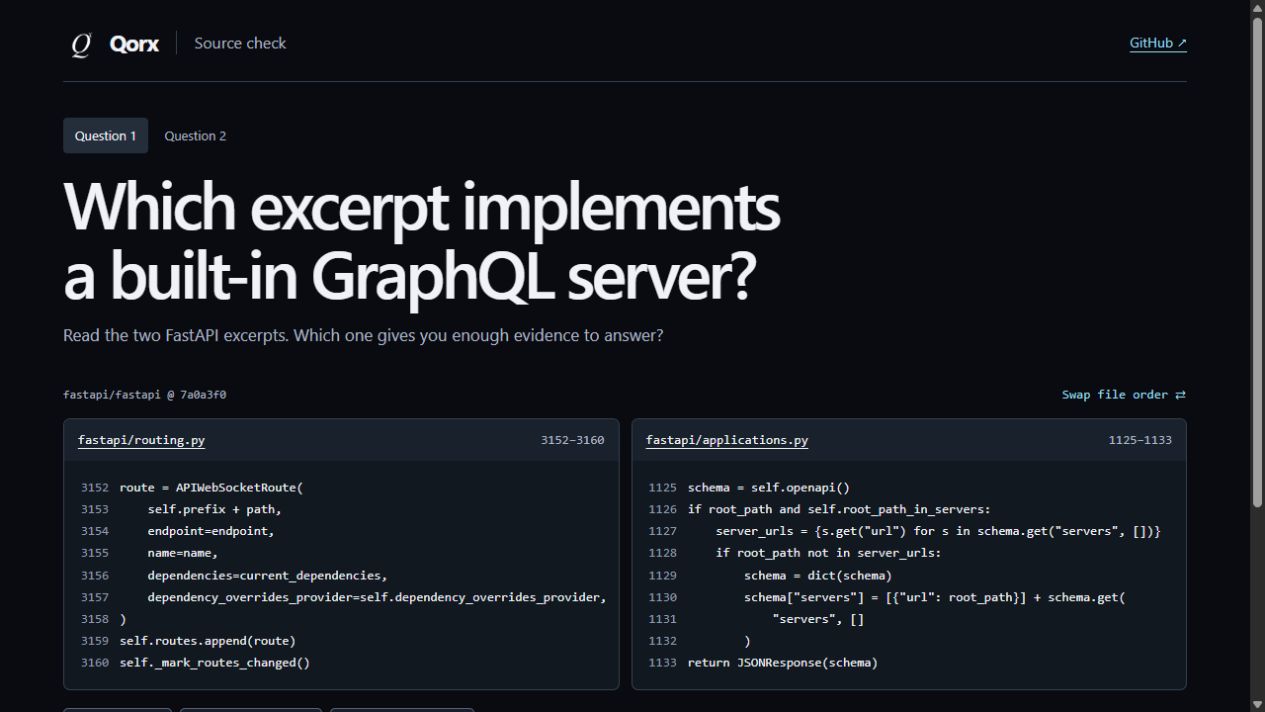 Q Qorx Source check GitHub ↗
Question 1 Question 2
Which excerpt implements
a built-in GraphQL server?
Read the two FastAPI excerpts. Which one gives you enough evidence to answer?
fastapi/fastapi @ 7a0a3f0 Swap file order ⇄
fastapi/routing.py 3152–3160
3152 route = APIWebSocketRoute(
3153     self.prefix + path,
3154     endpoint=endpoint,
3155     name=name,
3156     dependencies=current_dependencies,
3157     dependency_overrides_provider=self.dependency_overrides_provider,
3158 )
3159 self.routes.append(route)
3160 self._mark_routes_changed()
fastapi/applications.py 1125–1133
1125 schema = self.openapi()
1126 if root_path and self.root_path_in_servers:
1127     server_urls = {s.get("url") for s in schema.get("servers", [])}
1128     if root_path not in server_urls:
1129         schema = dict(schema)
1130         schema["servers"] = [{"url": root_path}] + schema.get(
1131             "servers", []
1132         )
1133 return JSONResponse(schema)